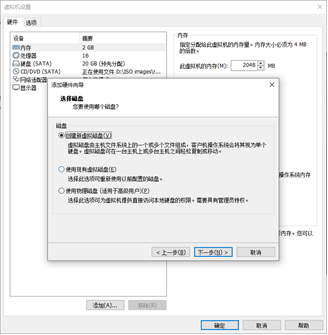 虚拟机设置
硬件 选项
设备 摘要
内存 2 GB
处理器 16
硬盘 (SATA) 20 GB (持久分配)
CD/DVD (SATA) 正在使用文件 D:\ISO images\r...
网络适配器
显示器
内存
指定分配给此虚拟机的内存量。内存大小必须为 4 MB
的倍数。
此虚拟机的内存(M): 2048 MB
添加硬件向导
选择磁盘
您要使用哪个磁盘?
磁盘
创建新虚拟磁盘(V)
虚拟磁盘由主机文件系统上的一个或多个文件组成,客户机操作系统会将其视为单个
硬盘。虚拟磁盘可在一台主机上或多台主机之间轻松复制或移动。
使用现有虚拟磁盘(E)
选择此选项可重新使用以前配置的磁盘。
使用物理磁盘 (适用于高级用户)(P)
选择此选项可为虚拟机提供直接访问本地硬盘的权限。需要具有管理员特权。
< 上一步(B) 下一步(N) > 取消
操作系统内存
添加(A)... 移除(R)
确定 取消 帮助